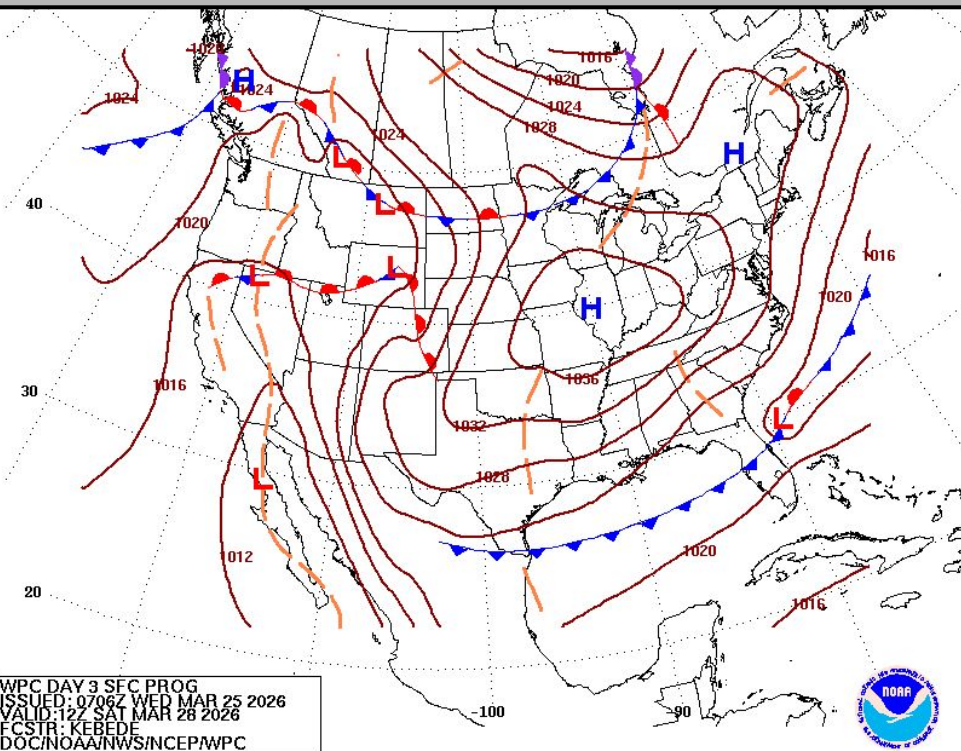 1028
H
1024
1024
1016
1020
1024
1028
1024
H
L
40
L
1020
1016
L
L
1020
H
30
1016
1036
L
1032
1028
L
1012
1020
20
1016
WPC DAY 3 SFC PROG
ISSUED: 0706Z WED MAR 25 2026
VALID:12Z SAT MAR 28 2026
FCSTR: KEBEDE
DOC/NOAA/NWS/NCEP/WPC
-100
-90
NOAA